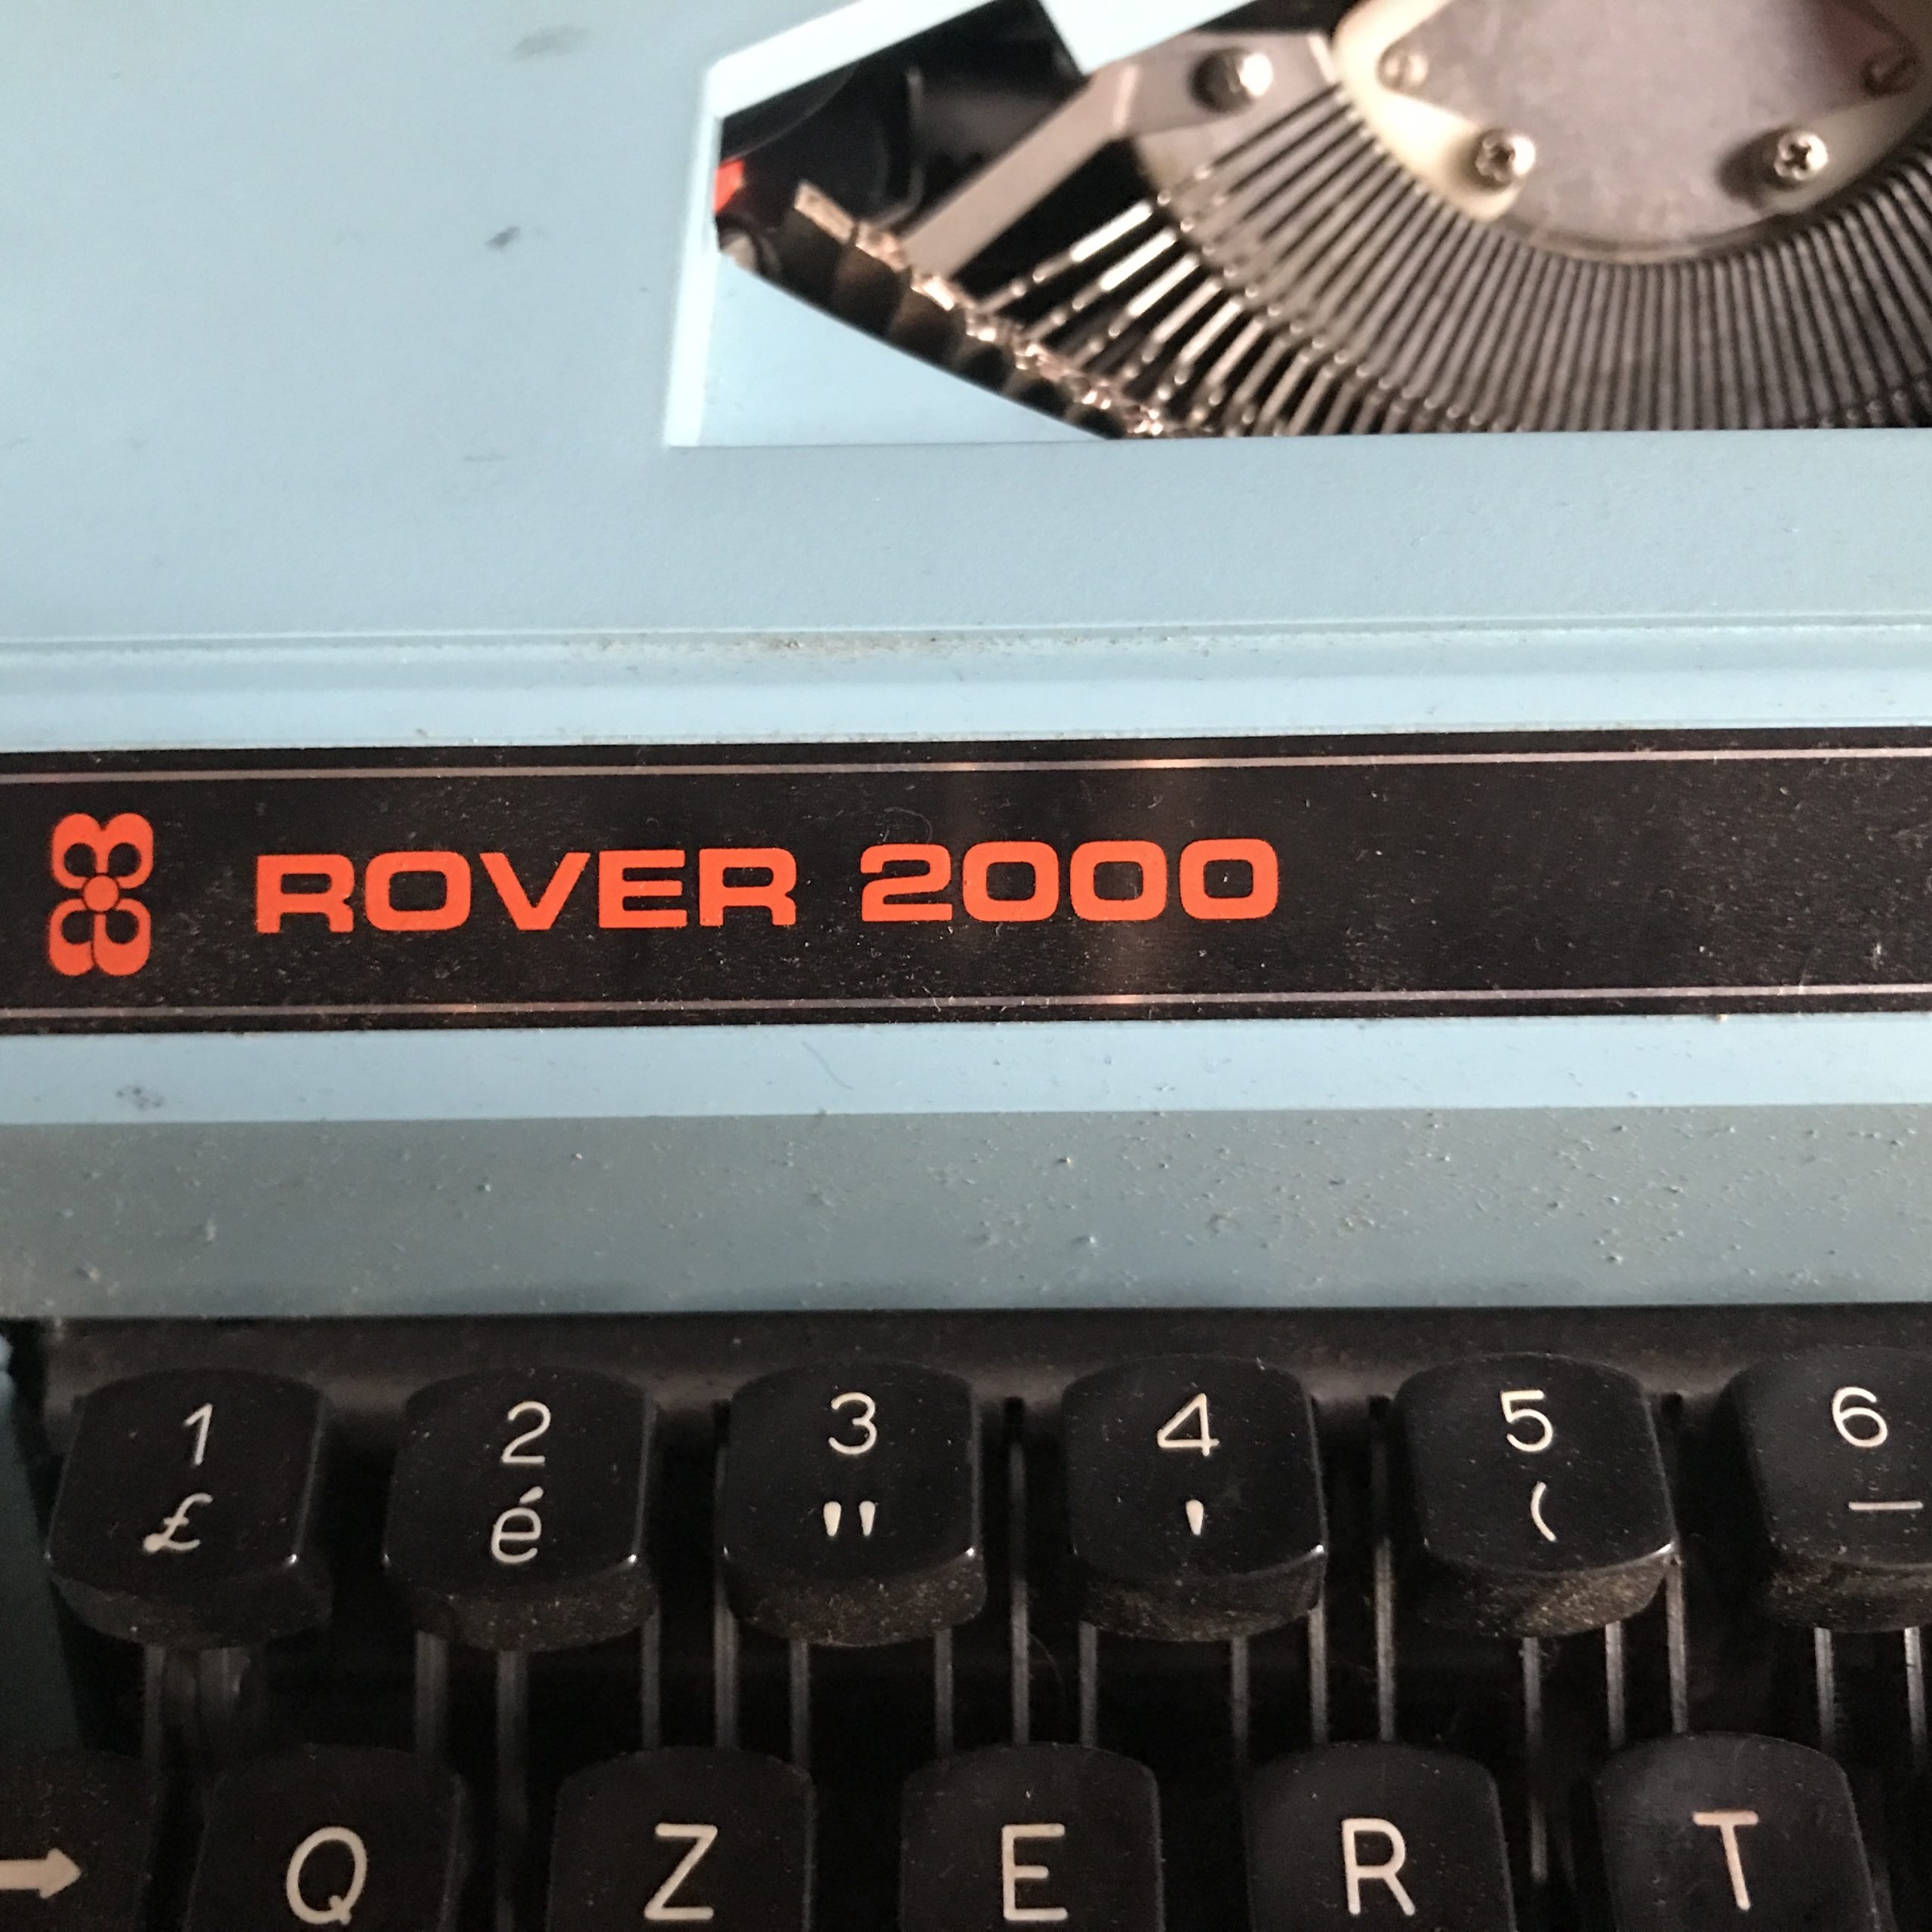 ROVER 2000
1 2 3 4 5 6
£ é " ' ( _
→ Q Z E R T